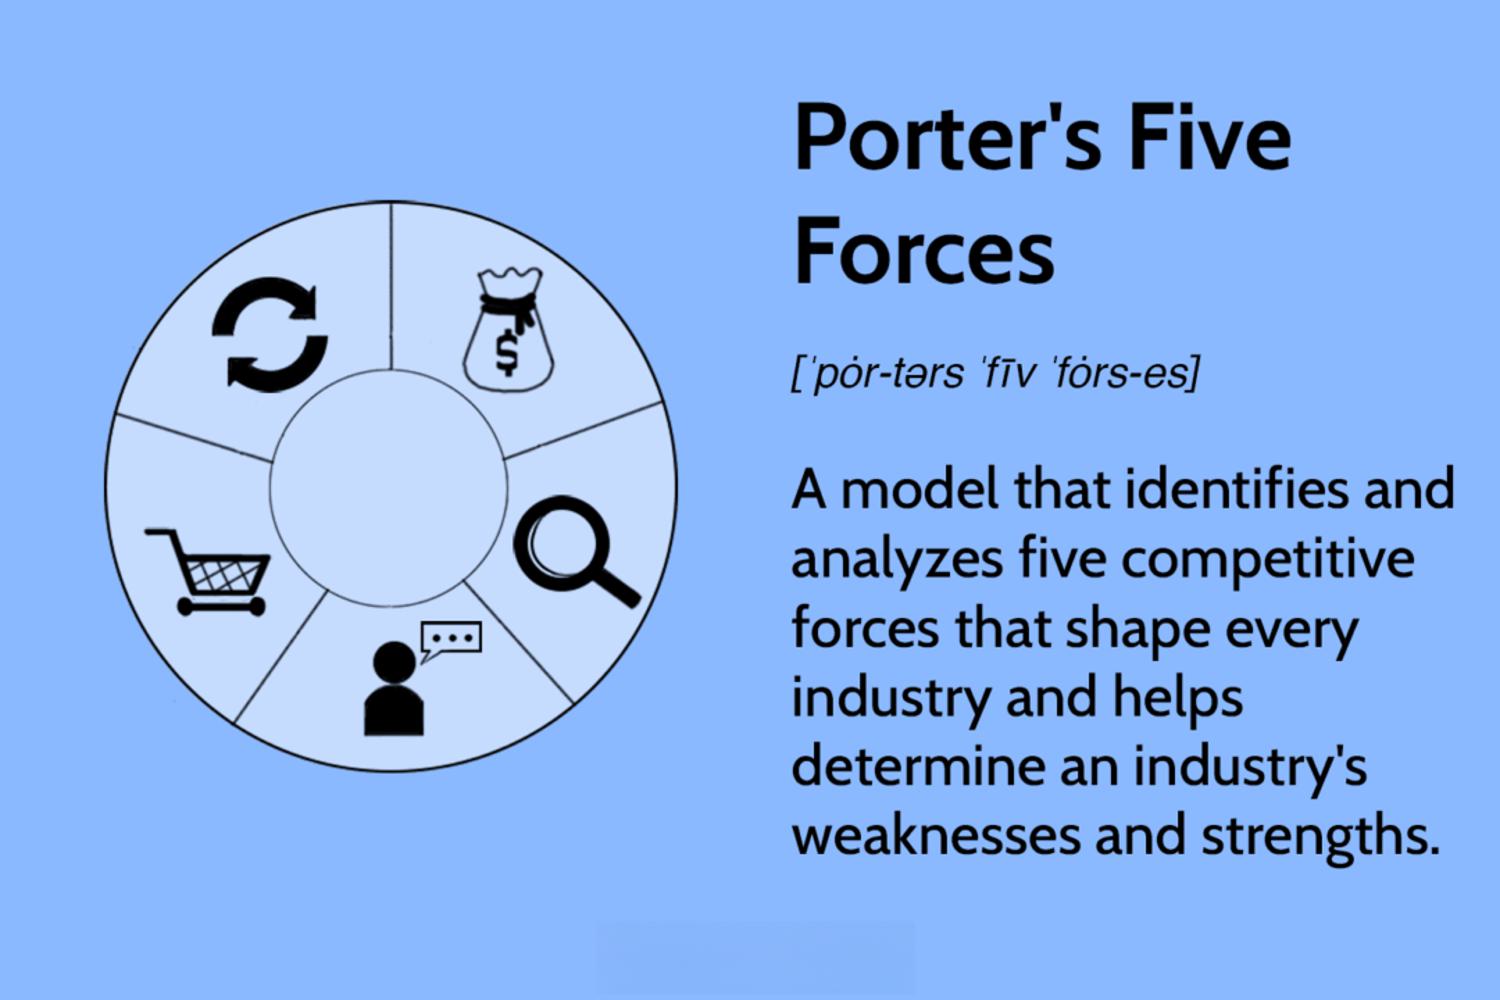 Porter's Five
Forces
[ˈpȯr-tərs ˈfīv ˈfȯrs-es]
A model that identifies and
analyzes five competitive
forces that shape every
industry and helps
determine an industry's
weaknesses and strengths.
$